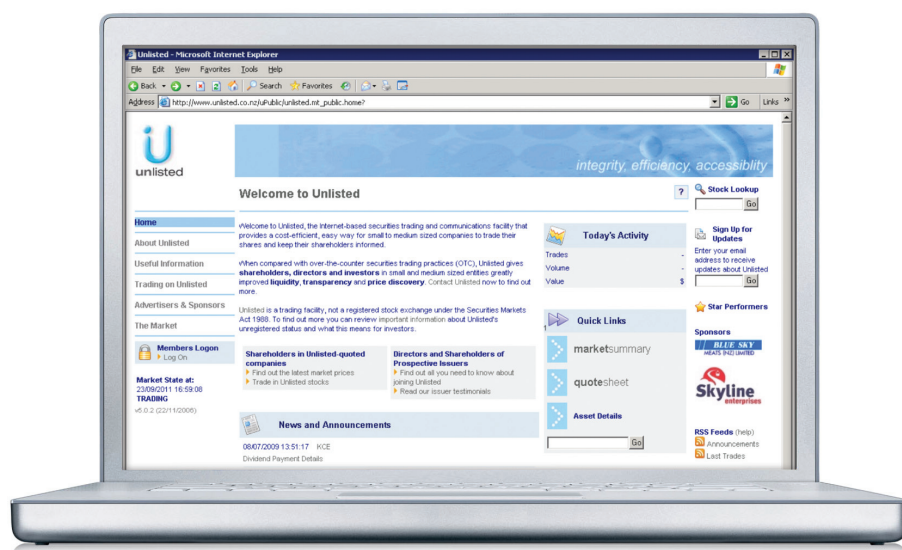 Unlisted - Microsoft Internet Explorer
File Edit View Favorites Tools Help
Back Search Favorites
Address http://www.unlisted.co.nz/uPublic/unlisted.mt_public.home? Go Links »
unlisted
integrity, efficiency, accessiblity
Welcome to Unlisted
?
Stock Lookup
Go
Home
About Unlisted
Useful Information
Trading on Unlisted
Advertisers & Sponsors
The Market
Members Logon
Log On
Market State at:
23/09/2011 16:59:08
TRADING
v5.0.2 (22/11/2006)
Welcome to Unlisted, the Internet-based securities trading and communications facility that
provides a cost-efficient, easy way for small to medium sized companies to trade their
shares and keep their shareholders informed.
When compared with over-the-counter securities trading practices (OTC), Unlisted gives
shareholders, directors and investors in small and medium sized entities greatly
improved liquidity, transparency and price discovery. Contact Unlisted now to find out
more.
Unlisted is a trading facility, not a registered stock exchange under the Securities Markets
Act 1988. To find out more you can review important information about Unlisted's
unregistered status and what this means for investors.
Shareholders in Unlisted-quoted
companies
Find out the latest market prices
Trade in Unlisted stocks
Directors and Shareholders of
Prospective Issuers
Find out all you need to know about
joining Unlisted
Read our issuer testimonials
News and Announcements
08/07/2009 13:51:17 KCE
Dividend Payment Details
Today's Activity
Trades -
Volume -
Value $
Quick Links
marketsummary
quotesheet
Asset Details
Go
Sign Up for
Updates
Enter your email
address to receive
updates about Unlisted
Go
Star Performers
Sponsors
BLUE SKY
MEATS (NZ) LIMITED
Skyline
enterprises
RSS Feeds (help)
Announcements
Last Trades